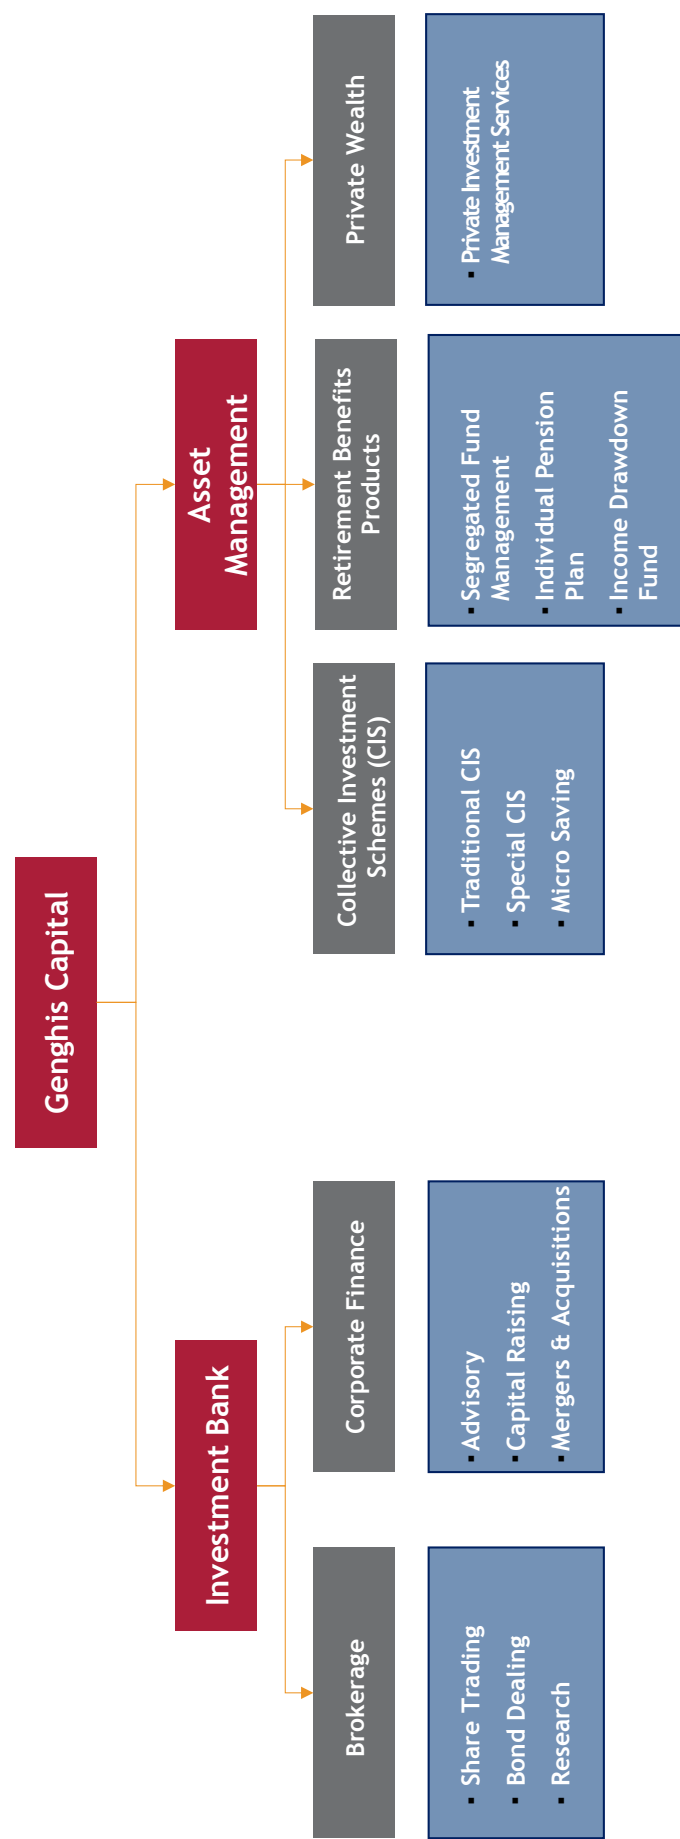 Genghis Capital
Investment Bank
Asset
Management
Brokerage
Corporate Finance
Collective Investment
Schemes (CIS)
Retirement Benefits
Products
Private Wealth
▪ Share Trading
▪ Bond Dealing
▪ Research
▪ Advisory
▪ Capital Raising
▪ Mergers & Acquisitions
▪ Traditional CIS
▪ Special CIS
▪ Micro Saving
▪ Segregated Fund
Management
▪ Individual Pension
Plan
▪ Income Drawdown
Fund
▪ Private Investment
Management Services